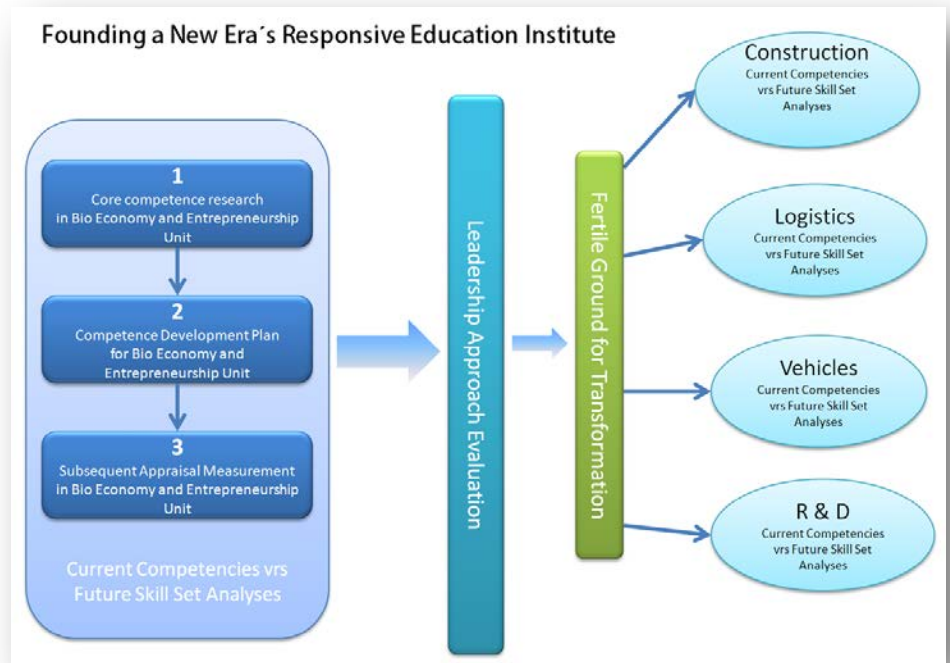 Founding a New Era´s Responsive Education Institute
1
Core competence research
in Bio Economy and Entrepreneurship
Unit
2
Competence Development Plan
for Bio Economy and
Entrepreneurship Unit
3
Subsequent Appraisal Measurement
in Bio Economy and Entrepreneurship
Unit
Current Competencies vrs
Future Skill Set Analyses
Leadership Approach Evaluation
Fertile Ground for Transformation
Construction
Current Competencies
vrs Future Skill Set
Analyses
Logistics
Current Competencies
vrs Future Skill Set
Analyses
Vehicles
Current Competencies
vrs Future Skill Set
Analyses
R & D
Current Competencies
vrs Future Skill Set
Analyses